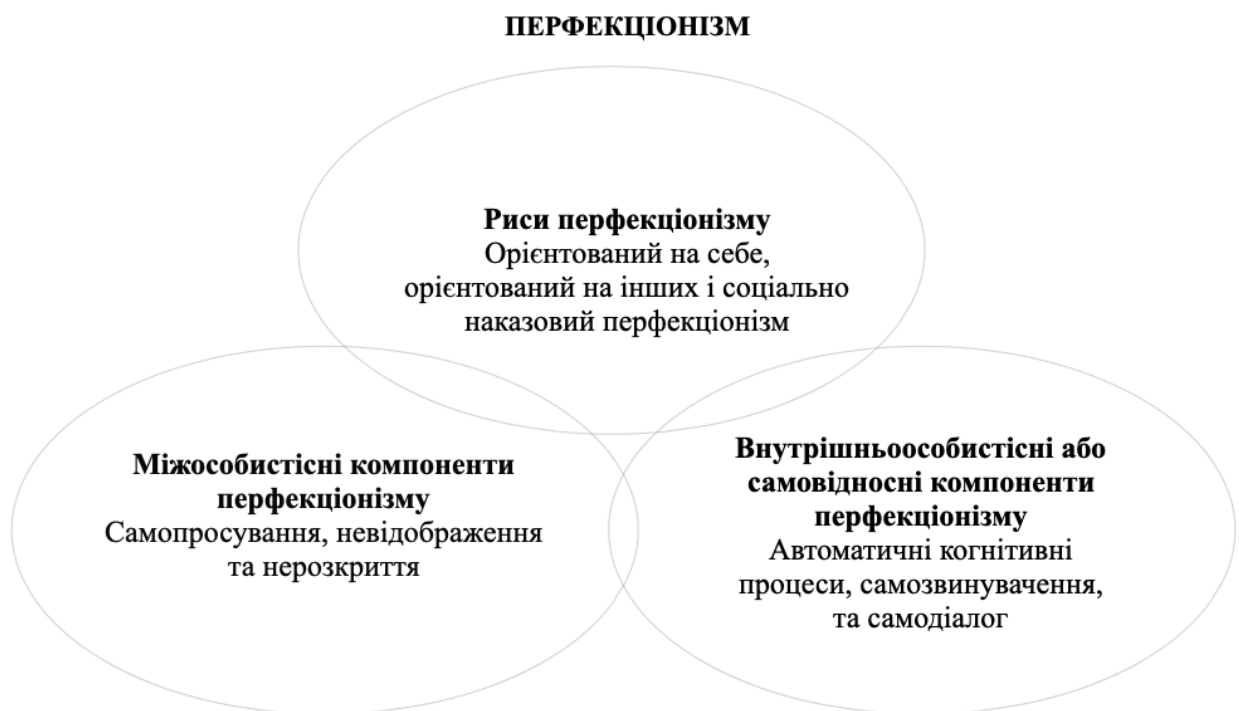 ПЕРФЕКЦІОНІЗМ
Риси перфекціонізму
Орієнтований на себе,
орієнтований на інших і соціально
наказовий перфекціонізм
Міжособистісні компоненти
перфекціонізму
Самопросування, невідображення
та нерозкриття
Внутрішньоособистісні або
самовідносні компоненти
перфекціонізму
Автоматичні когнітивні
процеси, самозвинувачення,
та самодіалог